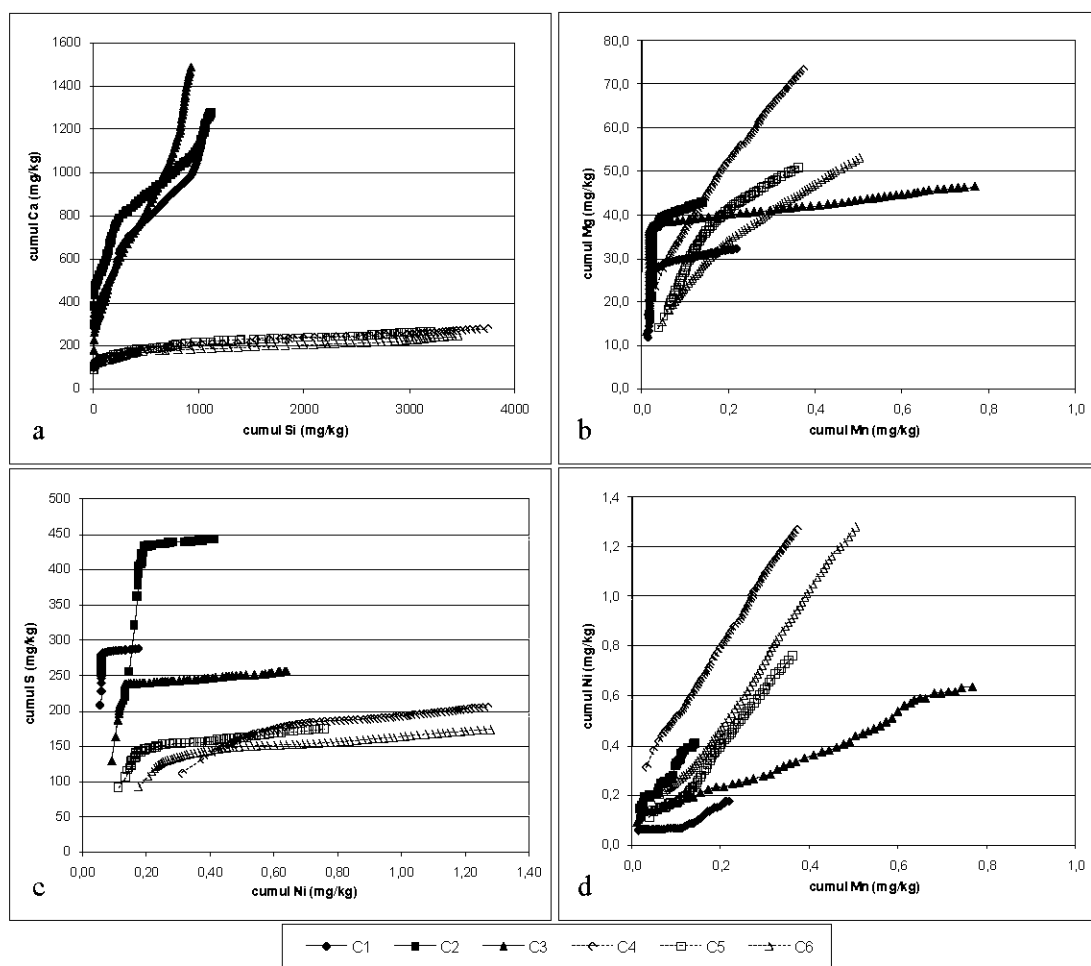 1600
1400
1200
1000
800
600
400
200
0
cumul Ca (mg/kg)
0 1000 2000 3000 4000
cumul Si (mg/kg)
a
80,0
70,0
60,0
50,0
40,0
30,0
20,0
10,0
0,0
cumul Mg (mg/kg)
0,0 0,2 0,4 0,6 0,8 1,0
cumul Mn (mg/kg)
b
500
450
400
350
300
250
200
150
100
50
0
cumul S (mg/kg)
0,00 0,20 0,40 0,60 0,80 1,00 1,20 1,40
cumul Ni (mg/kg)
c
1,4
1,2
1,0
0,8
0,6
0,4
0,2
0,0
cumul Ni (mg/kg)
0,0 0,2 0,4 0,6 0,8 1,0
cumul Mn (mg/kg)
d
C1 C2 C3 C4 C5 C6